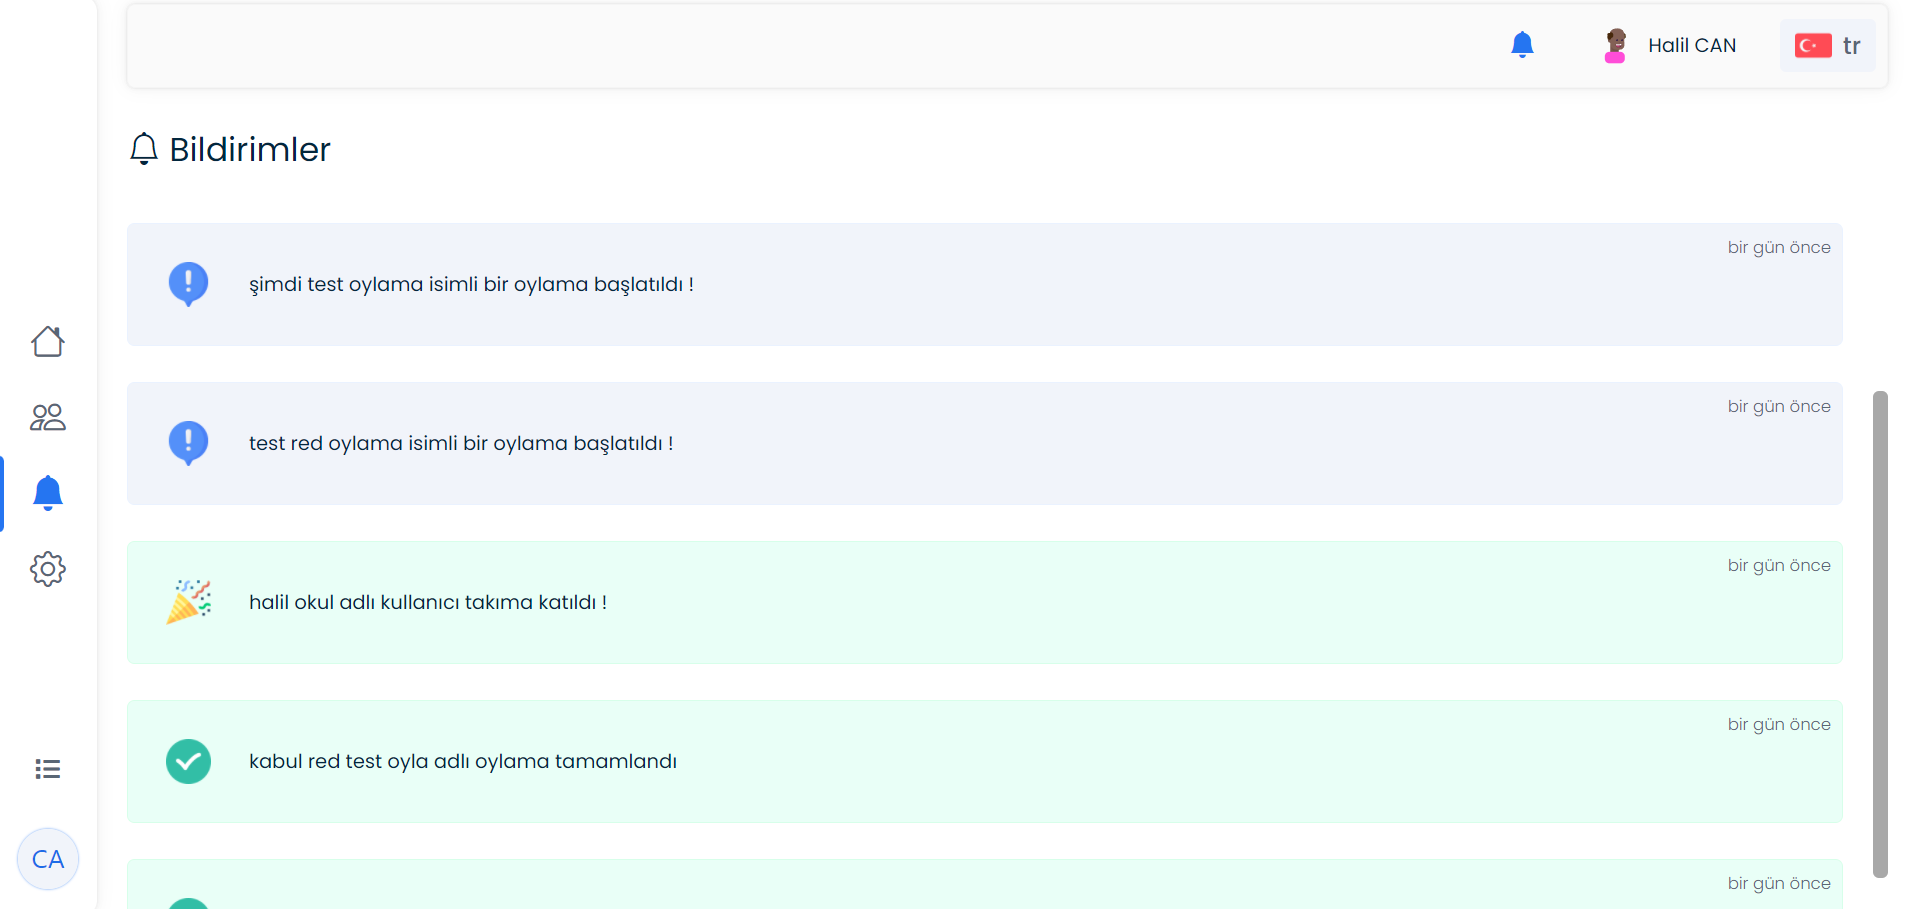 Halil CAN
tr
Bildirimler
bir gün önce
şimdi test oylama isimli bir oylama başlatıldı !
bir gün önce
test red oylama isimli bir oylama başlatıldı !
bir gün önce
halil okul adlı kullanıcı takıma katıldı !
bir gün önce
kabul red test oyla adlı oylama tamamlandı
bir gün önce
CA